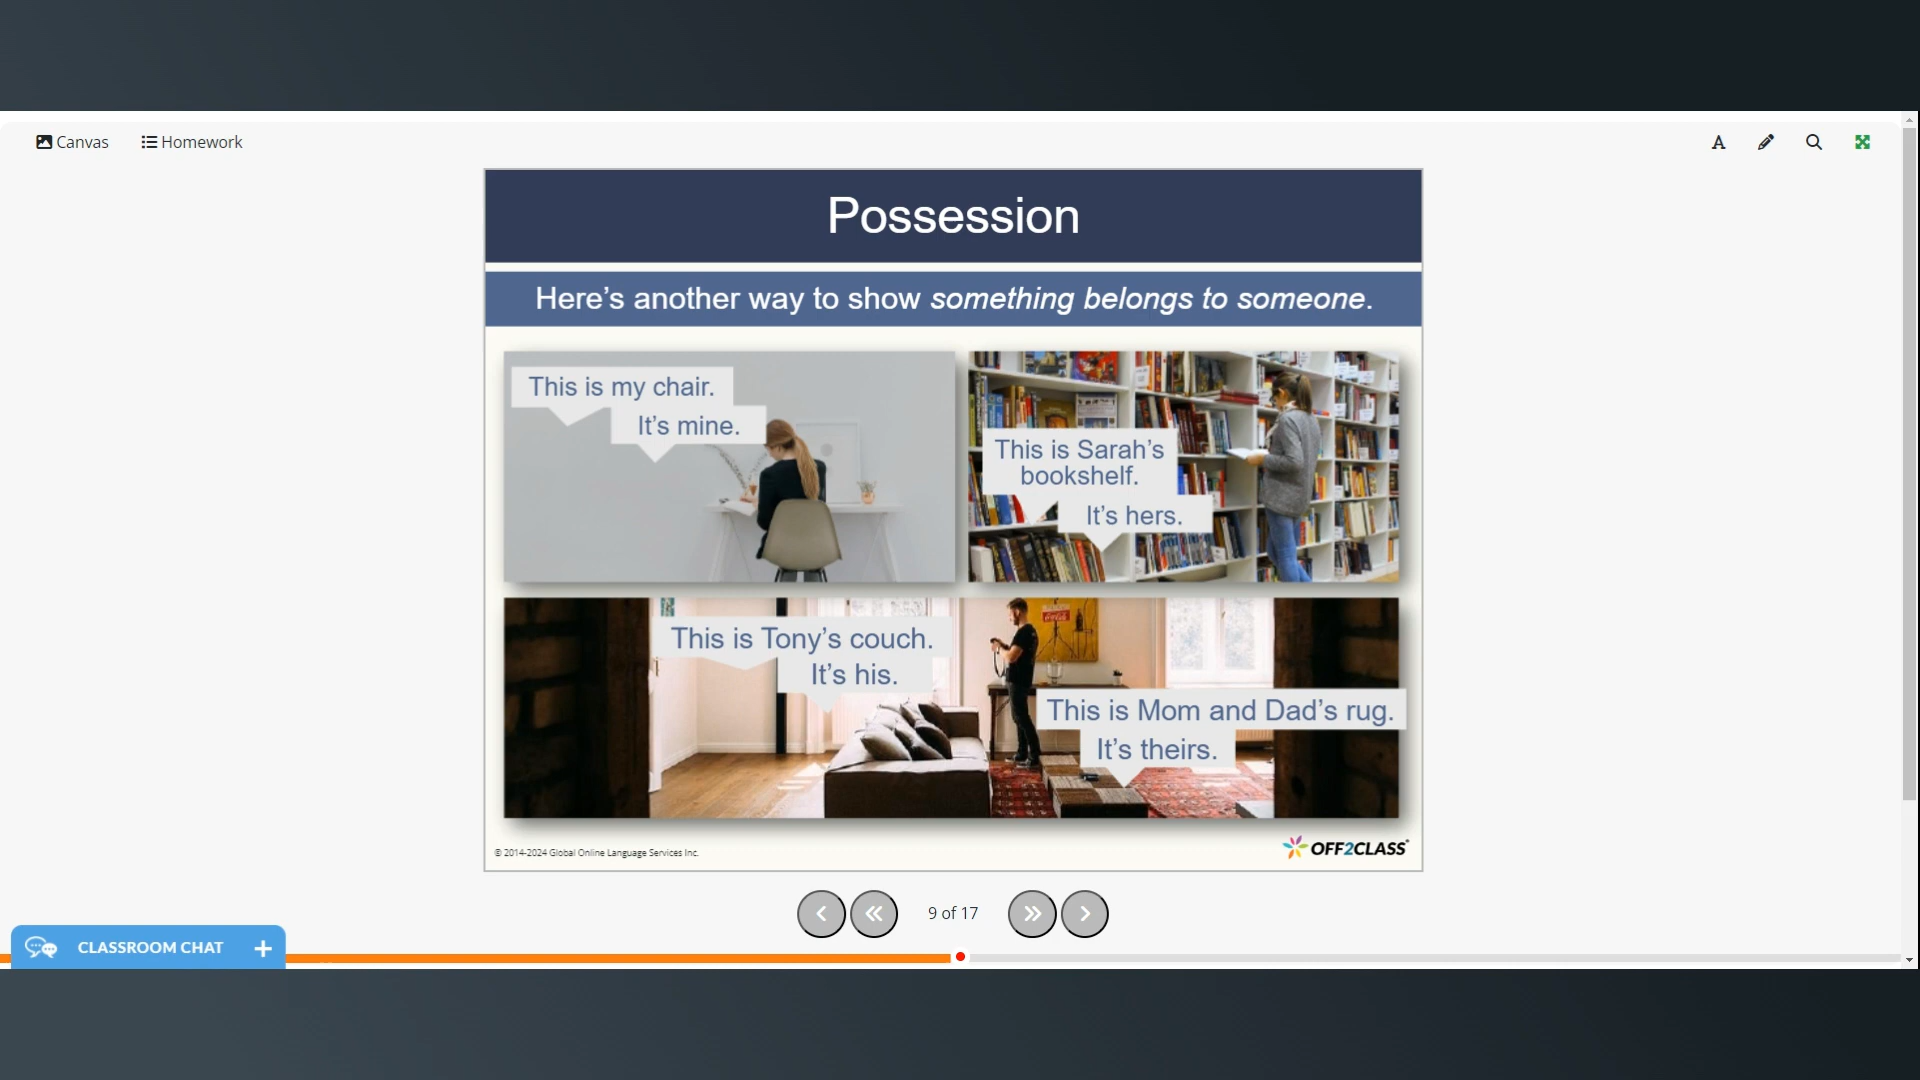 Canvas
Homework
Possession
Here’s another way to show something belongs to someone.
This is my chair.
It’s mine.
This is Sarah’s
bookshelf.
It’s hers.
This is Tony’s couch.
It’s his.
This is Mom and Dad’s rug.
It’s theirs.
© 2014-2024 Global Online Language Services Inc.
OFF2CLASS
9 of 17
CLASSROOM CHAT